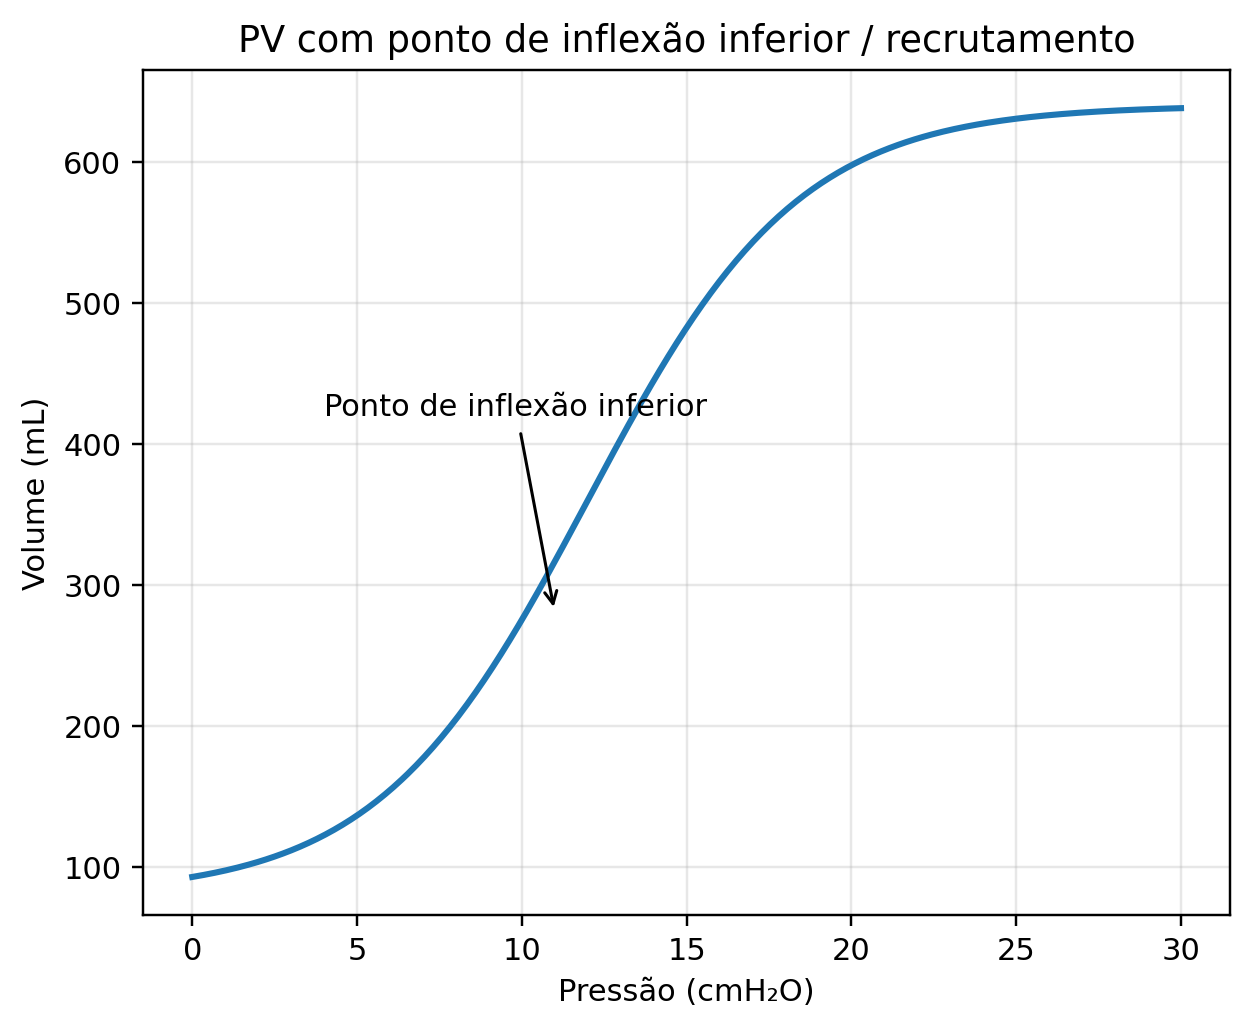 PV com ponto de inflexão inferior / recrutamento
600
500
400
300
200
100
Volume (mL)
Ponto de inflexão inferior
0 5 10 15 20 25 30
Pressão (cmH₂O)